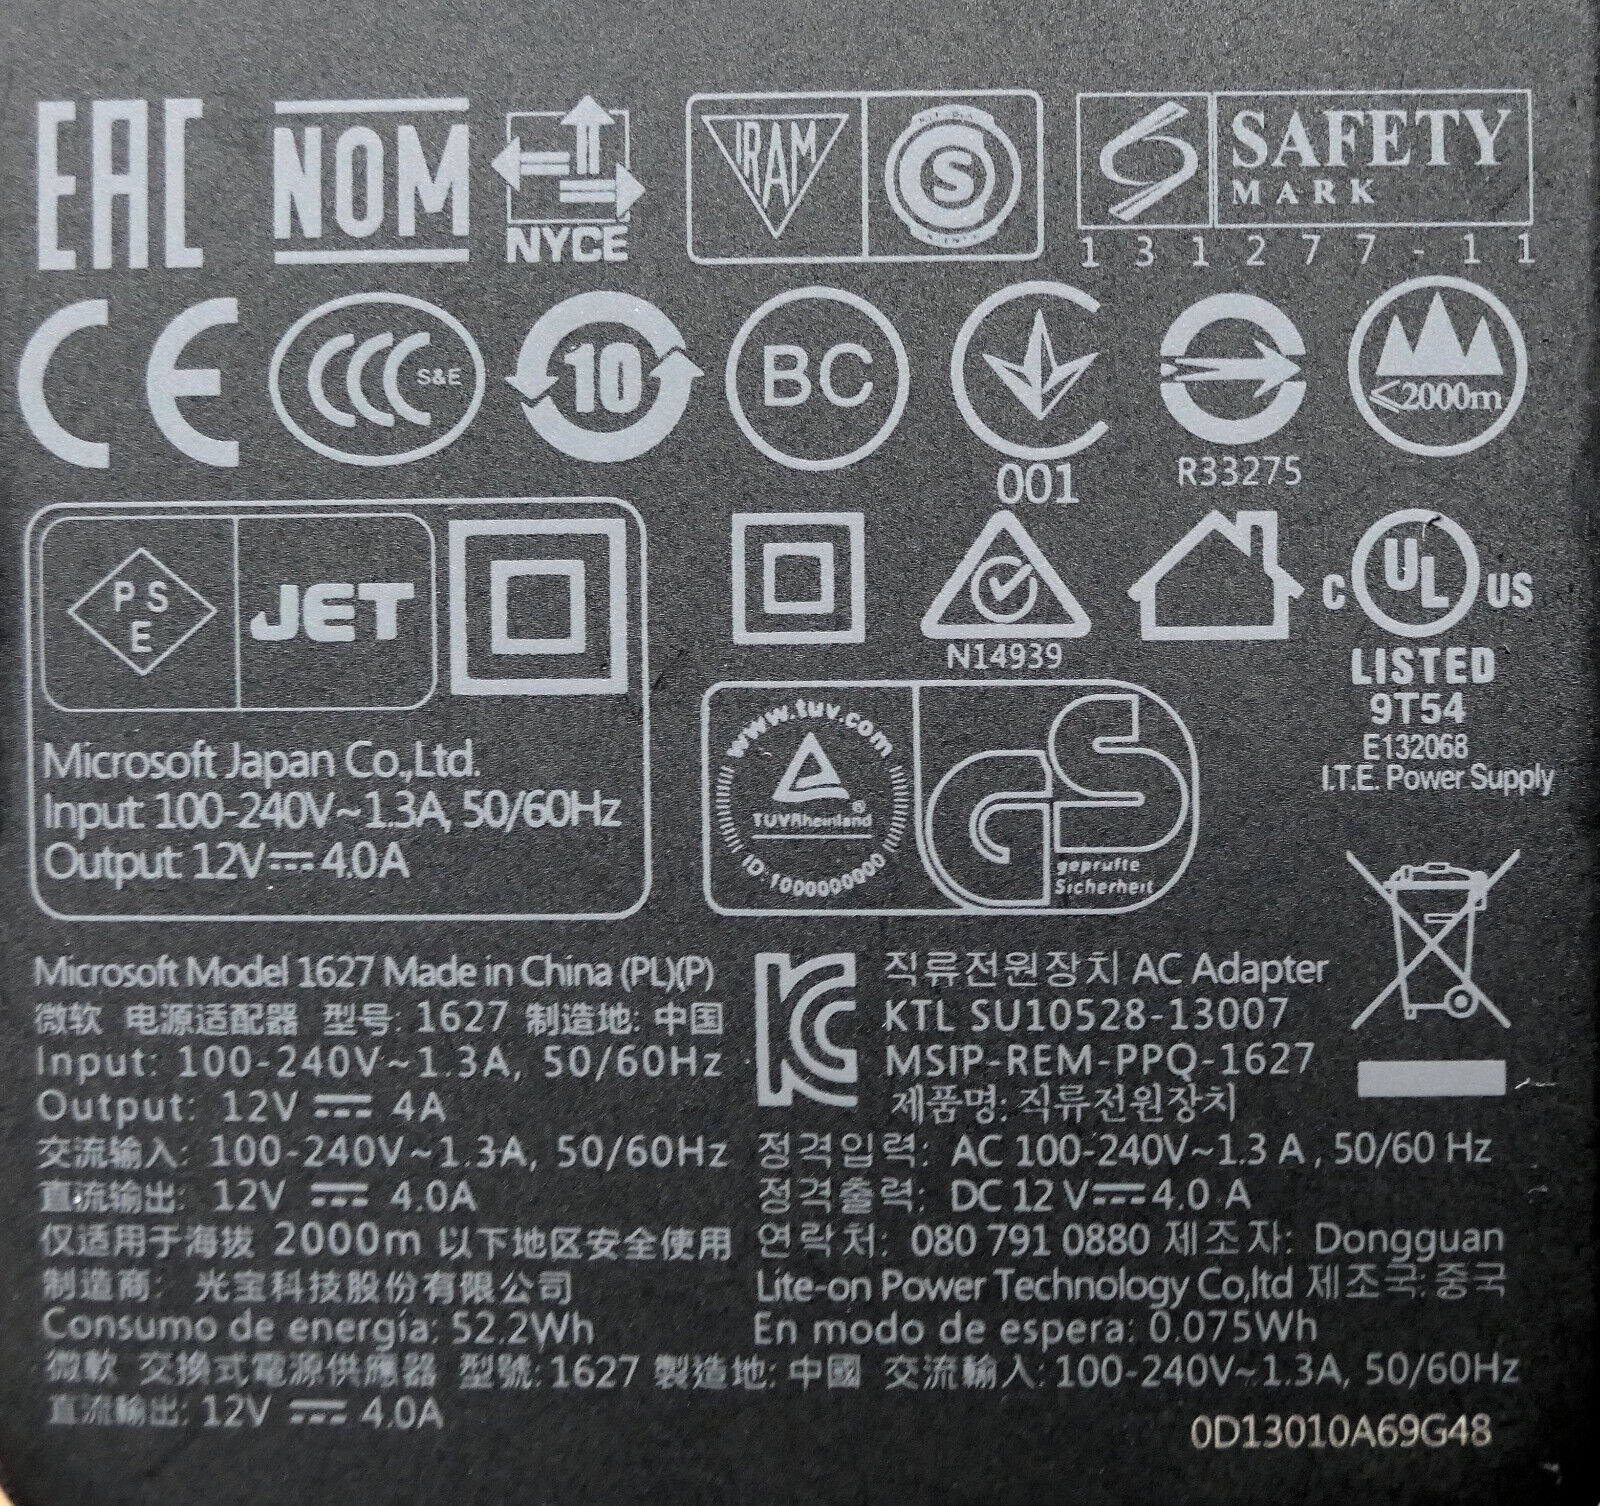 EAC NOM NYCE IRAM S SAFETY
MARK
131277-11
CE CCC S&E 10 BC 001 R33275 ≤2000m
PS
E
JET
N14939
C UL US
LISTED
9T54
E132068
I.T.E. Power Supply
Microsoft Japan Co.,Ltd.
Input: 100-240V~1.3A, 50/60Hz
Output: 12V⎓4.0A
www.tuv.com
TÜVRheinland ®
ID:1000000000
GS
geprüfte
Sicherheit
Microsoft Model 1627 Made in China (PL)(P)
微软 电源适配器 型号: 1627 制造地: 中国
Input: 100-240V~1.3A, 50/60Hz
Output: 12V ⎓ 4A
KC
직류전원장치 AC Adapter
KTL SU10528-13007
MSIP-REM-PPQ-1627
제품명: 직류전원장치
交流输入: 100-240V~1.3A, 50/60Hz
直流输出: 12V ⎓ 4.0A
仅适用于海拔 2000m 以下地区安全使用
制造商: 光宝科技股份有限公司
정격입력: AC 100-240V~1.3 A , 50/60 Hz
정격출력: DC 12 V⎓4.0 A
연락처: 080 791 0880 제조자: Dongguan
Lite-on Power Technology Co,ltd 제조국: 중국
Consumo de energía: 52.2Wh En modo de espera: 0.075Wh
微軟 交換式電源供應器 型號: 1627 製造地: 中國 交流輸入: 100-240V~1.3A, 50/60Hz
直流輸出: 12V ⎓ 4.0A
0D13010A69G48